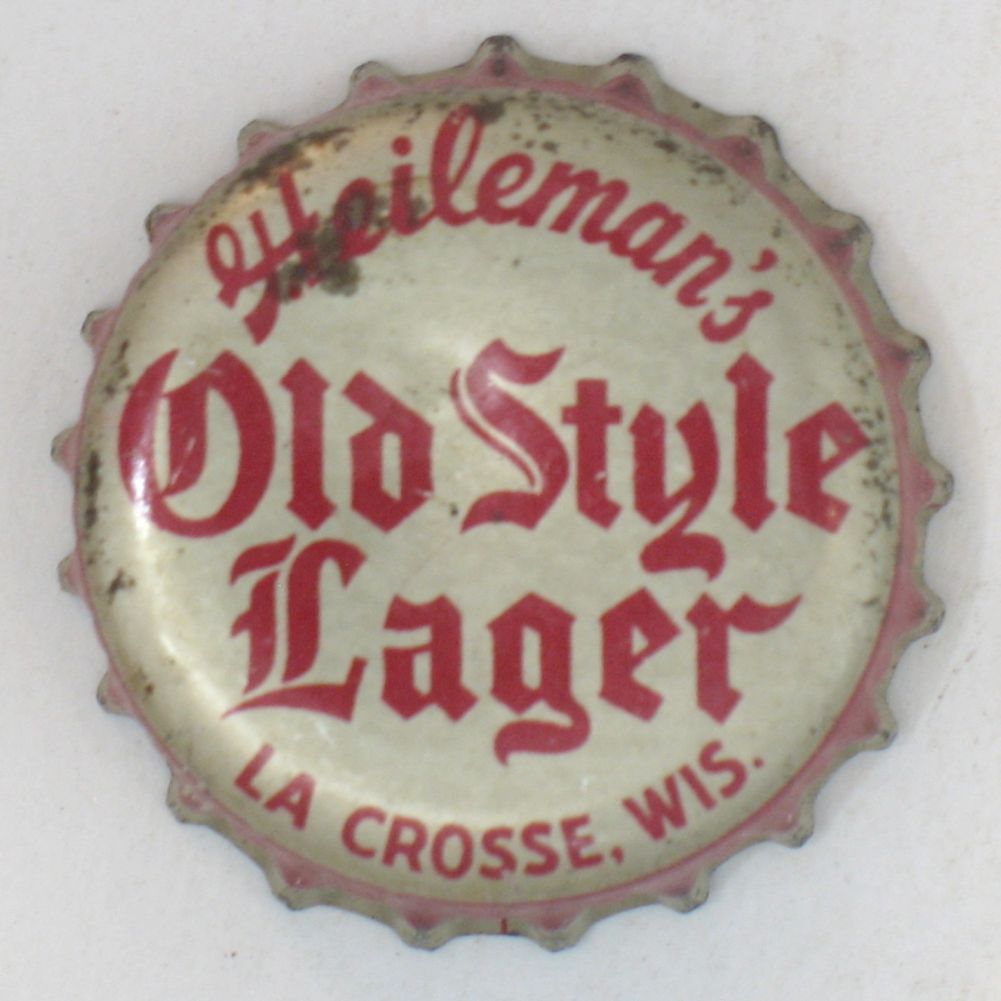 Heileman's
Old Style
Lager
LA CROSSE, WIS.